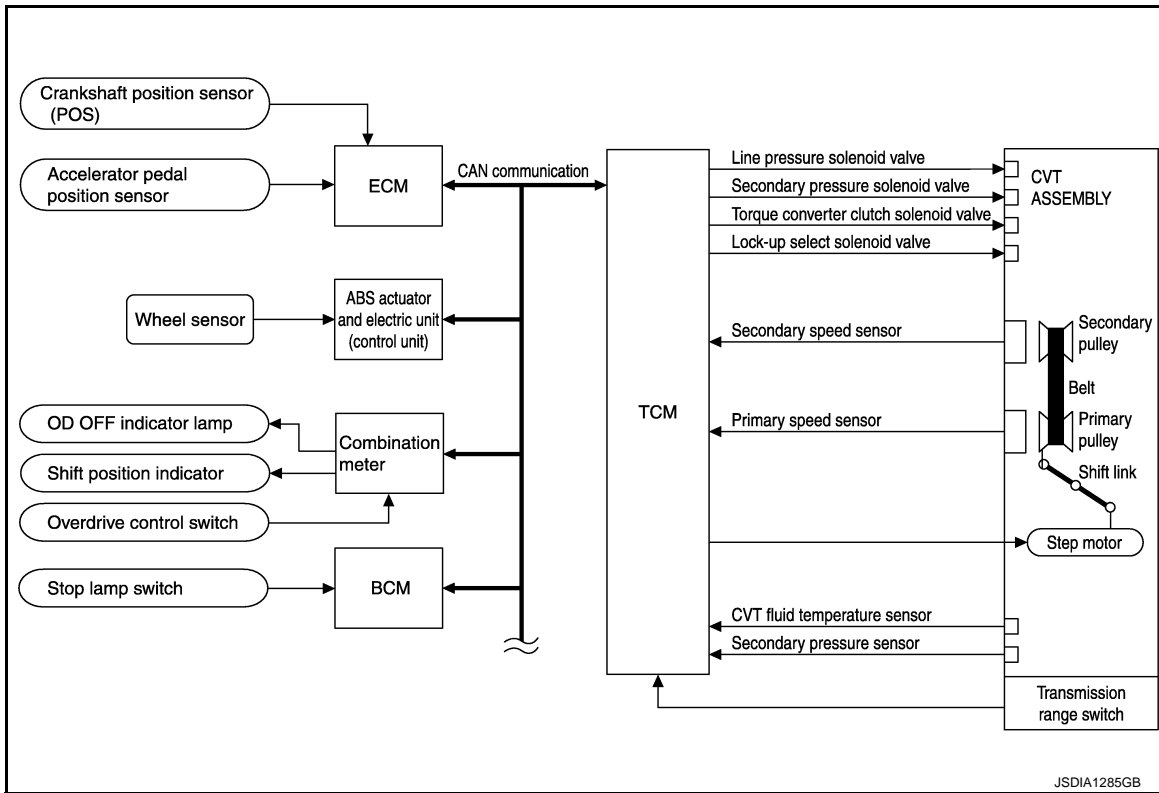 Crankshaft position sensor
(POS)
Accelerator pedal
position sensor
ECM
CAN communication
Wheel sensor
ABS actuator
and electric unit
(control unit)
OD OFF indicator lamp
Shift position indicator
Overdrive control switch
Combination
meter
Stop lamp switch
BCM
TCM
Line pressure solenoid valve
Secondary pressure solenoid valve
Torque converter clutch solenoid valve
Lock-up select solenoid valve
Secondary speed sensor
Primary speed sensor
CVT fluid temperature sensor
Secondary pressure sensor
CVT
ASSEMBLY
Secondary
pulley
Belt
Primary
pulley
Shift link
Step motor
Transmission
range switch
JSDIA1285GB